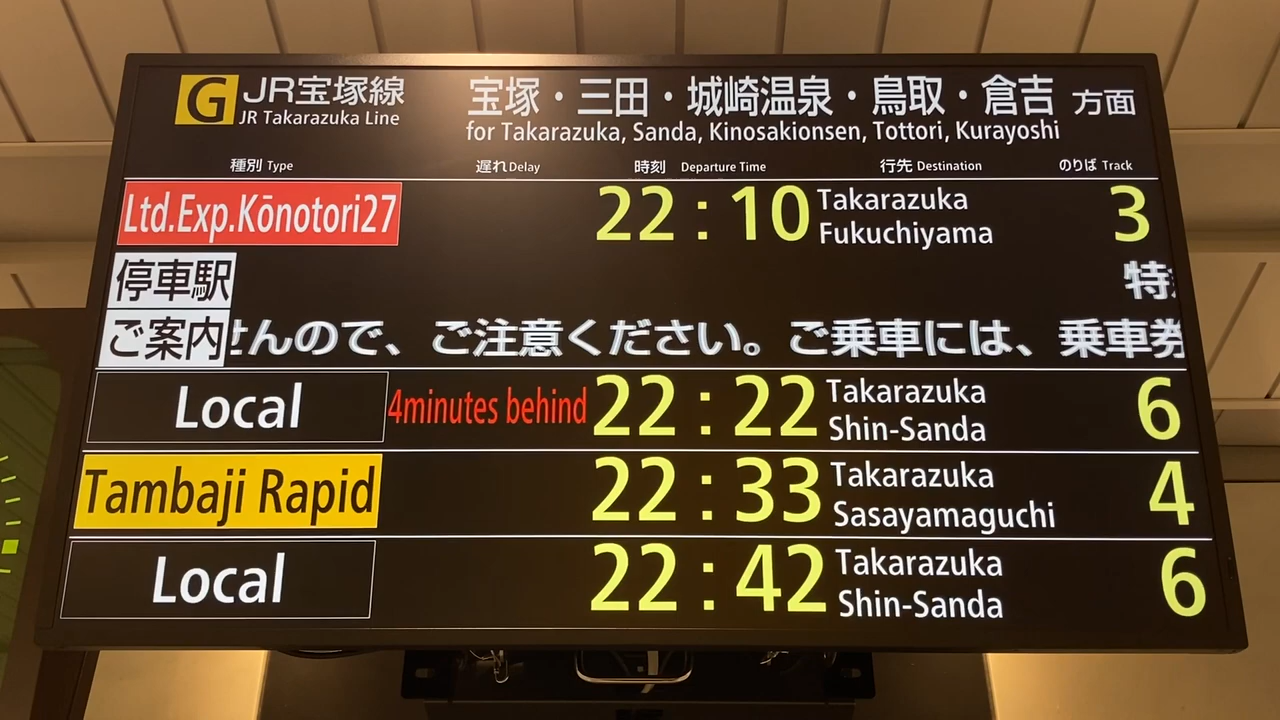 G JR宝塚線 宝塚・三田・城崎温泉・鳥取・倉吉 方面
JR Takarazuka Line for Takarazuka, Sanda, Kinosakionsen, Tottori, Kurayoshi
種別 Type 遅れ Delay 時刻 Departure Time 行先 Destination のりば Track
Ltd.Exp.Kōnotori27 22:10 Takarazuka Fukuchiyama 3
停車駅 特
ご案内 せんので、ご注意ください。ご乗車には、乗車券
Local 4minutes behind 22:22 Takarazuka Shin-Sanda 6
Tambaji Rapid 22:33 Takarazuka Sasayamaguchi 4
Local 22:42 Takarazuka Shin-Sanda 6